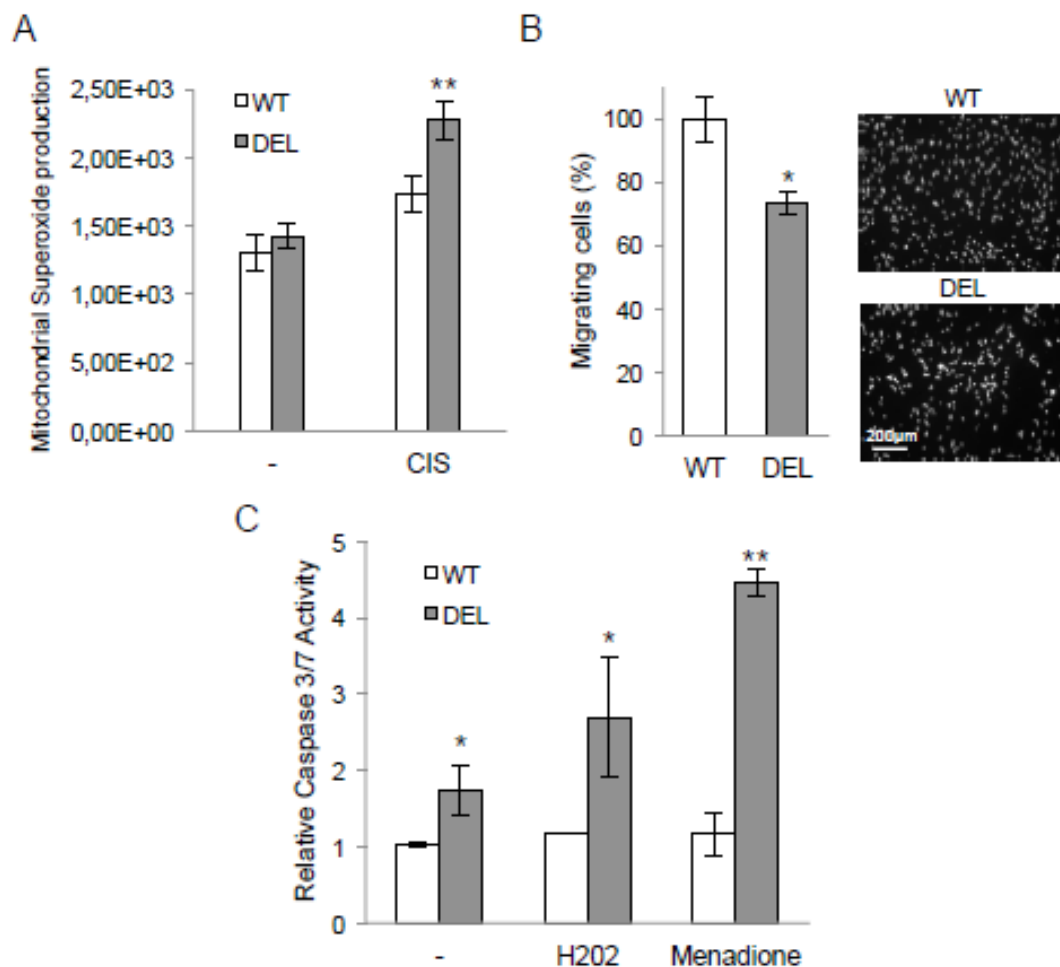 A
Mitochondrial Superoxide production
2,50E+03
2,00E+03
1,50E+03
1,00E+03
5,00E+02
0,00E+00
WT
DEL
**
-
CIS
B
Migrating cells (%)
100
80
60
40
20
0
*
WT
DEL
WT
DEL
200μm
C
Relative Caspase 3/7 Activity
5
4
3
2
1
0
WT
DEL
*
*
**
-
H202
Menadione